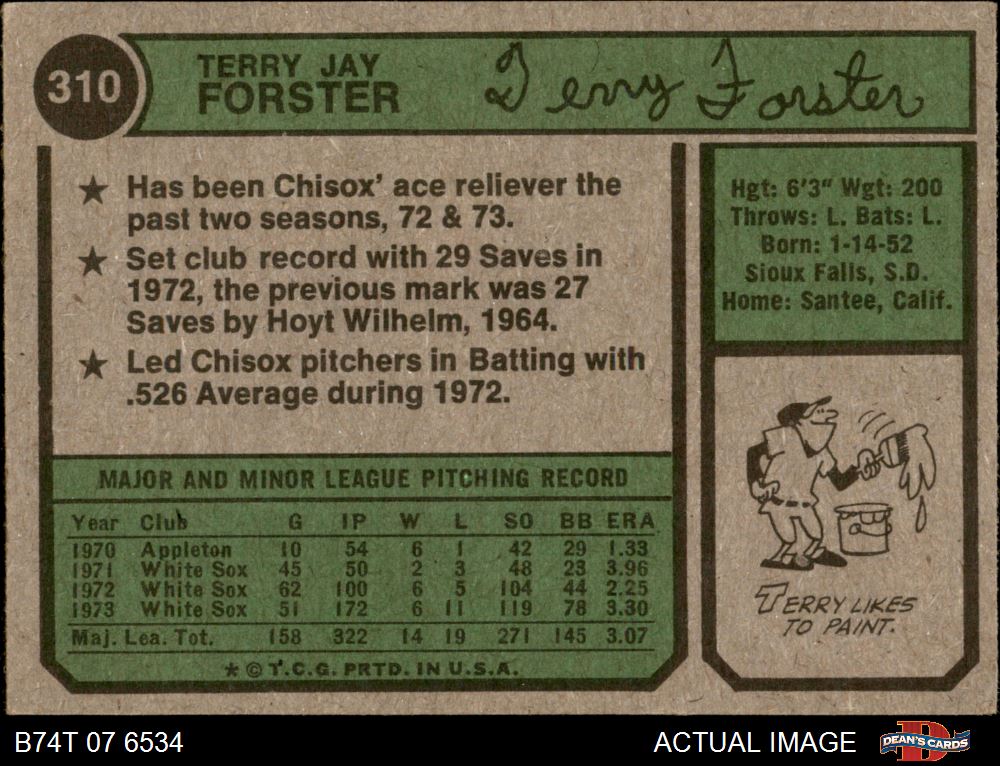 310
TERRY JAY
FORSTER
Terry Forster
★ Has been Chisox' ace reliever the
past two seasons, 72 & 73.
★ Set club record with 29 Saves in
1972, the previous mark was 27
Saves by Hoyt Wilhelm, 1964.
★ Led Chisox pitchers in Batting with
.526 Average during 1972.
Hgt: 6'3" Wgt: 200
Throws: L. Bats: L.
Born: 1-14-52
Sioux Falls, S.D.
Home: Santee, Calif.
MAJOR AND MINOR LEAGUE PITCHING RECORD
Year Club G IP W L SO BB ERA
1970 Appleton 10 54 6 1 42 29 1.33
1971 White Sox 45 50 2 3 48 23 3.96
1972 White Sox 62 100 6 5 104 44 2.25
1973 White Sox 51 172 6 11 119 78 3.30
Maj. Lea. Tot. 158 322 14 19 271 145 3.07
* © T.C.G. PRTD. IN U.S.A.
TERRY LIKES
TO PAINT.
B74T 07 6534
ACTUAL IMAGE
D
DEAN'S CARDS